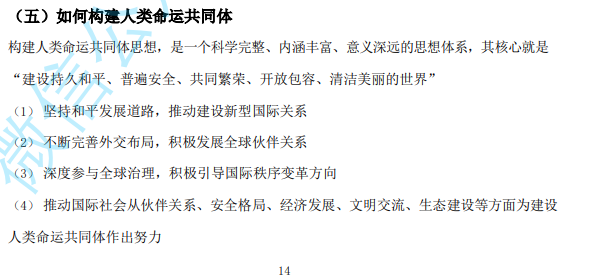 （五）如何构建人类命运共同体
构建人类命运共同体思想，是一个科学完整、内涵丰富、意义深远的思想体系，其核心就是
“建设持久和平、普遍安全、共同繁荣、开放包容、清洁美丽的世界”
（1） 坚持和平发展道路，推动建设新型国际关系
（2） 不断完善外交布局，积极发展全球伙伴关系
（3） 深度参与全球治理，积极引导国际秩序变革方向
（4） 推动国际社会从伙伴关系、安全格局、经济发展、文明交流、生态建设等方面为建设
人类命运共同体作出努力
14
微信公